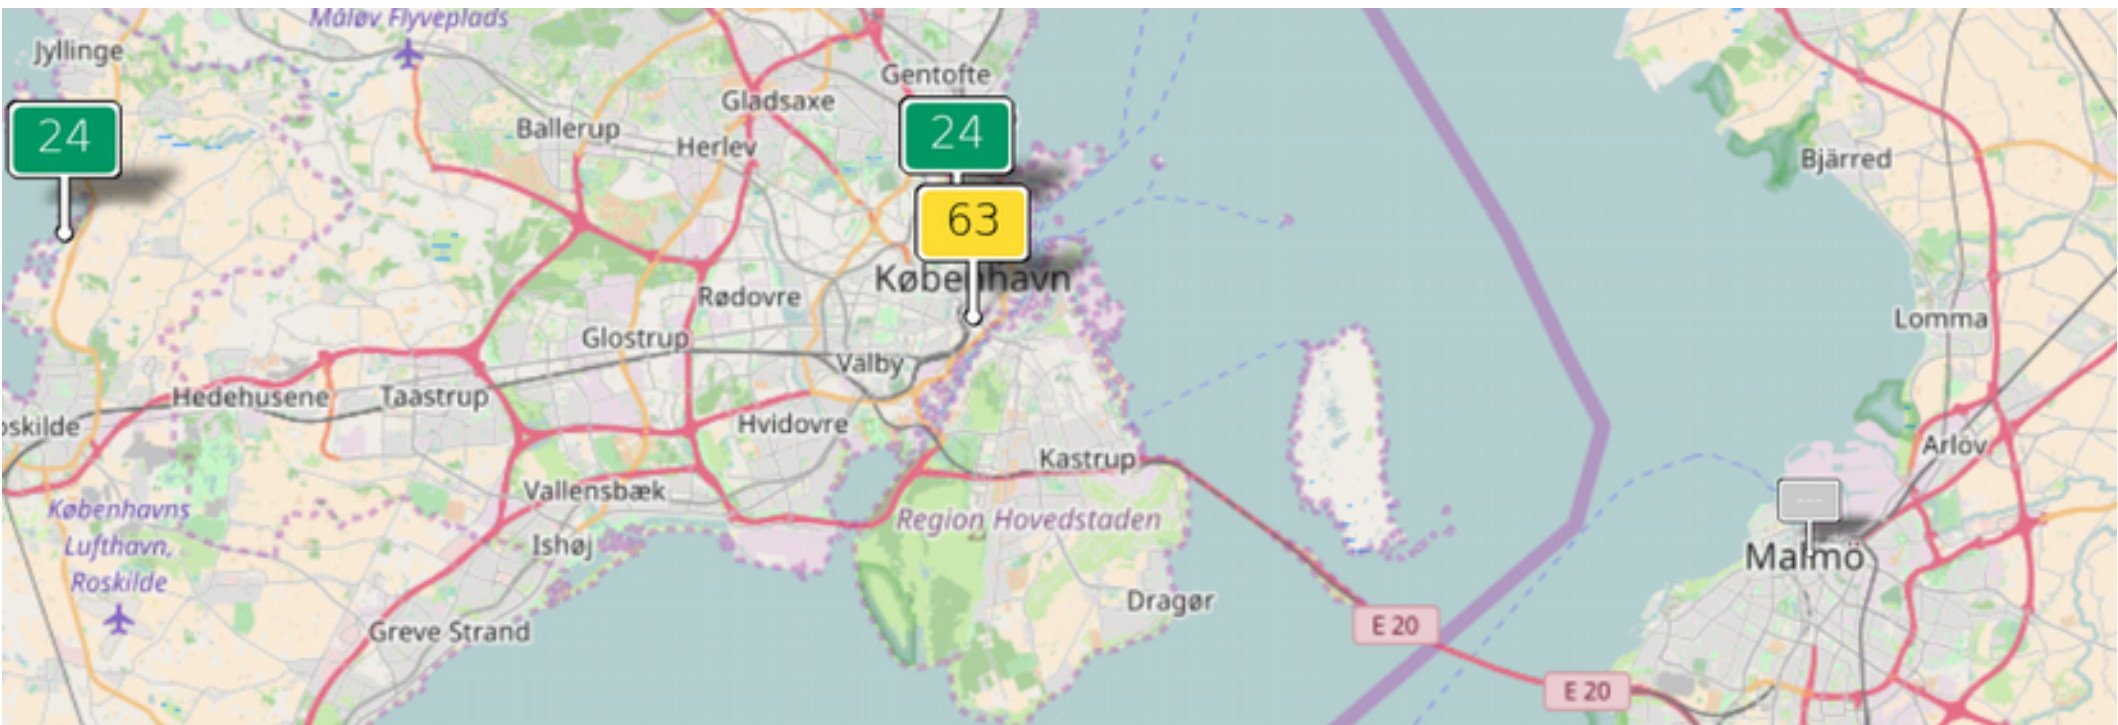 Måløv Flyveplads
Jyllinge
Gentofte
Gladsaxe
24
24
Ballerup
Herlev
Bjärred
63
København
Rødovre
Lomma
Glostrup
Valby
Hedehusene
Taastrup
oskilde
Hvidovre
Arlöv
Kastrup
Vallensbæk
---
Københavns
Lufthavn,
Roskilde
Region Hovedstaden
Ishøj
Malmö
Dragør
Greve Strand
E 20
E 20